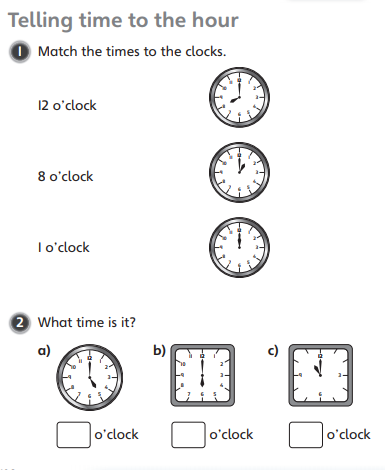 Telling time to the hour
1 Match the times to the clocks.
12 o'clock
8 o'clock
1 o'clock
2 What time is it?
a) b) c)
o'clock o'clock o'clock